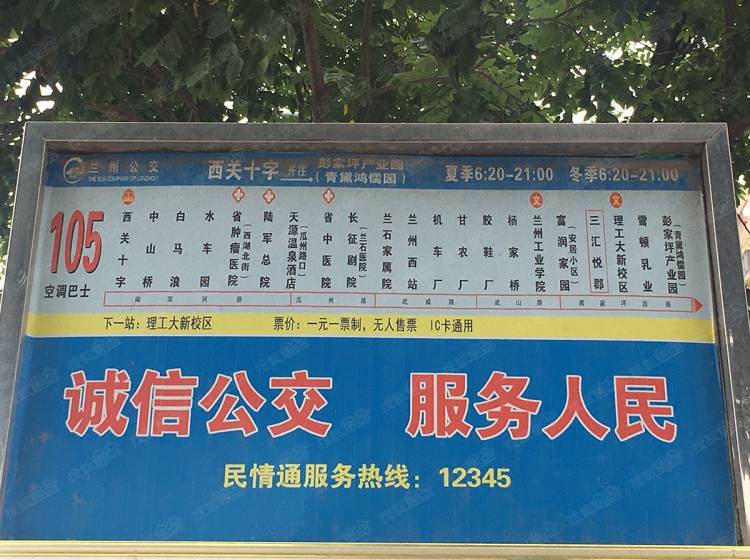 兰州公交
THE BUS COMPANY OF LANZHOU
西关十字 开往 彭家坪产业园（青黛鸿儒园）
夏季6:20-21:00 冬季6:20-21:00
105
空调巴士
西关十字
中山桥
白马浪
水车园
省肿瘤医院（西湖北街）
陆军总院
天源温泉酒店（瓜州路口）
省中医院
长征剧院（兰石医院）
兰石家属院
兰州西站
机车厂
甘农厂
胶鞋厂
杨家桥
兰州工业学院
富润家园（安居小区）
三汇悦郡
理工大新校区
雪顿乳业
彭家坪产业园（青黛鸿儒园）
南滨河路 瓜州路 武威路 武山路 龚家坪西路
下一站：理工大新校区 票价：一元一票制，无人售票 IC卡通用
诚信公交 服务人民
民情通服务热线：12345